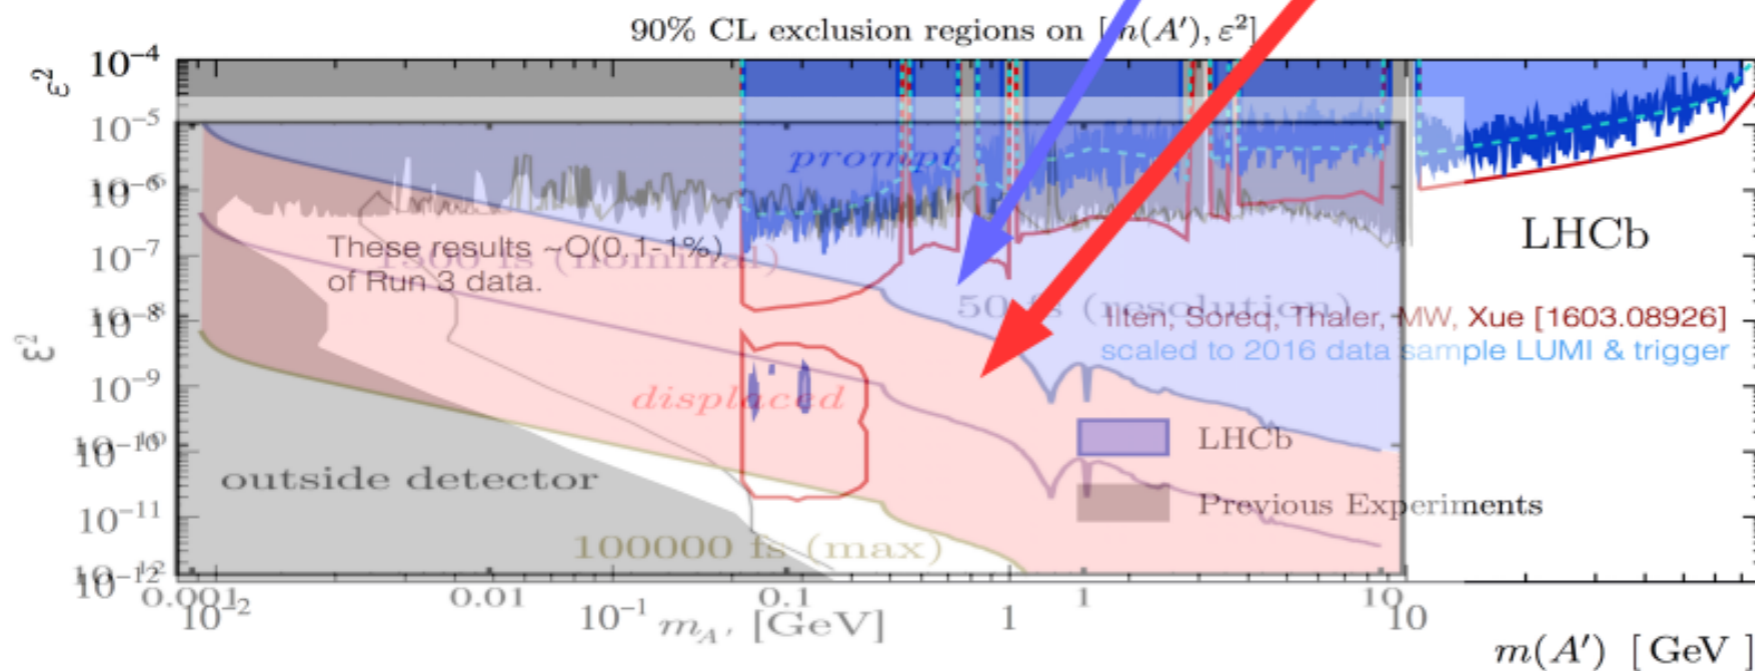 90% CL exclusion regions on [m(A′), ε²]
10⁻⁴
ε²
10⁻⁵
prompt
10⁻⁶
These results ~O(0.1-1%)
1500 fs (nominal)
of Run 3 data.
10⁻⁷
LHCb
50 fs (resolution)
Ilten, Soreq, Thaler, MW, Xue [1603.08926]
10⁻⁸
ε²
scaled to 2016 data sample LUMI & trigger
10⁻⁹
displaced
10⁻¹⁰
LHCb
outside detector
Previous Experiments
10⁻¹¹
100000 fs (max)
10⁻¹²
0.001 0.01 0.1 1 10
10⁻² 10⁻¹ 1 10
m_A′ [GeV]
m(A′) [GeV]